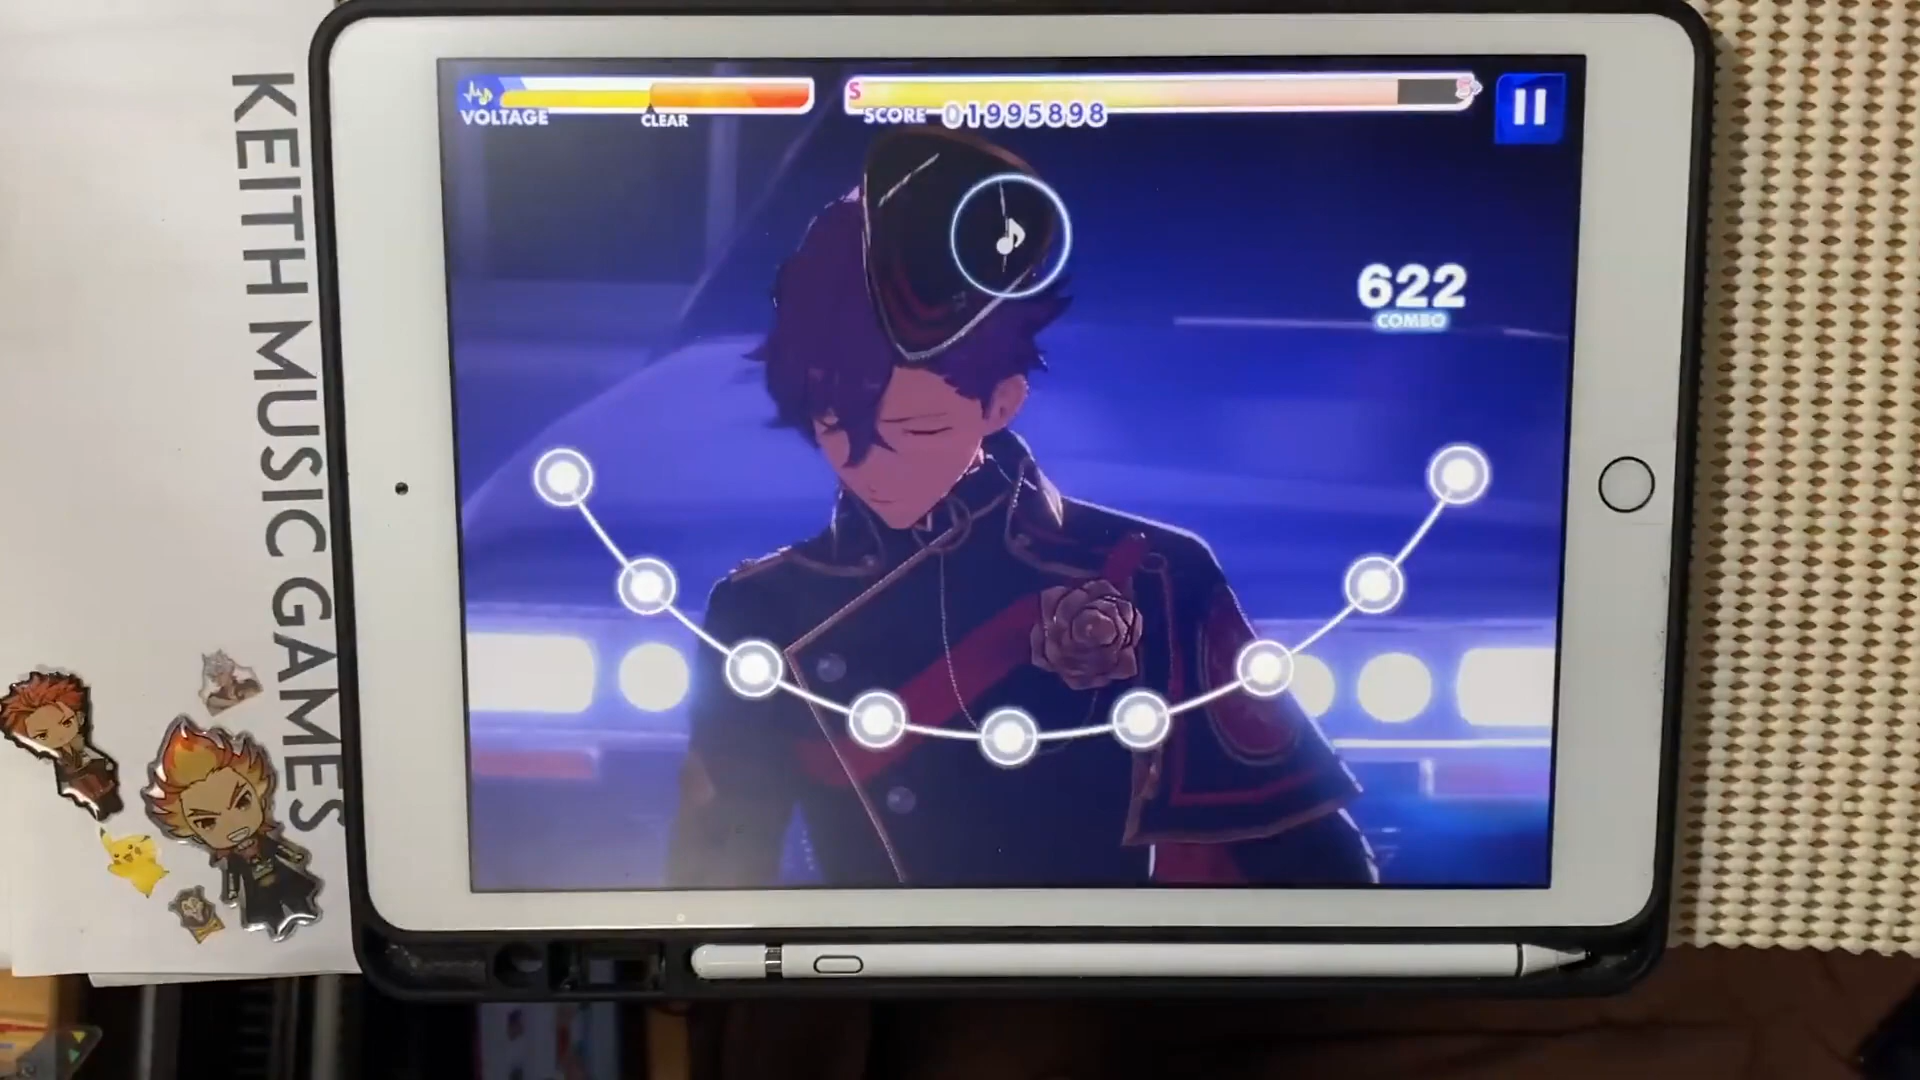 KEITH MUSIC GAMES
VOLTAGE
CLEAR
S
SCORE 01995898
622
COMBO